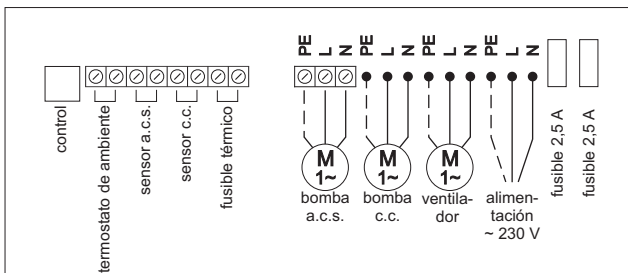 PE L N PE L N PE L N PE L N
control
termostato de ambiente
sensor a.c.s.
sensor c.c.
fusible térmico
M
1~
bomba
a.c.s.
M
1~
bomba
c.c.
M
1~
ventila-
dor
alimen-
tación
~ 230 V
fusible 2,5 A
fusible 2,5 A